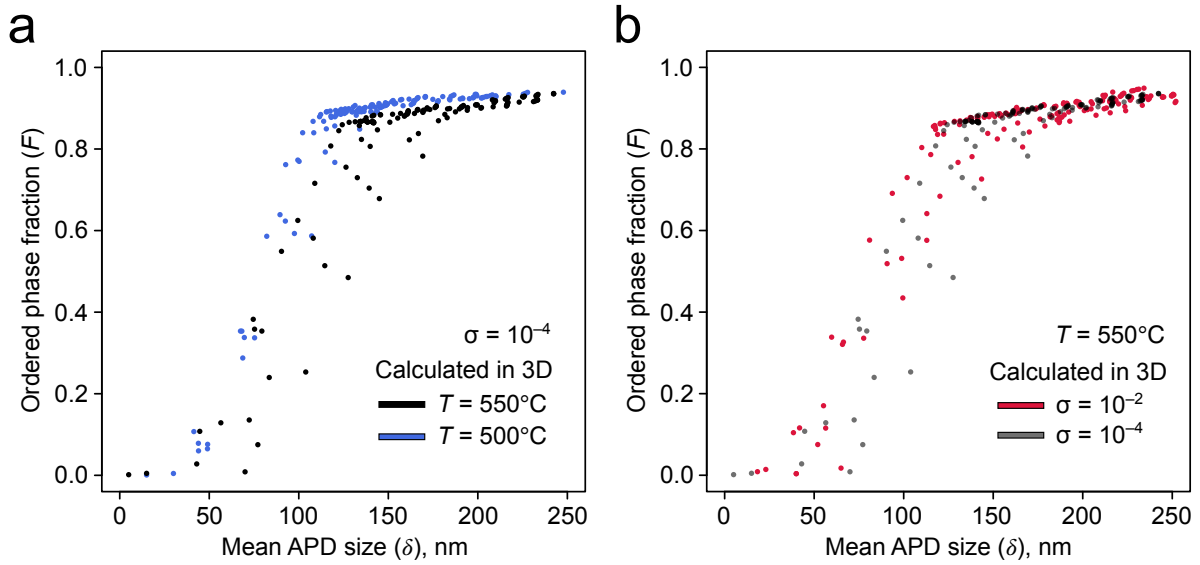 a
Ordered phase fraction (F)
1.0
0.8
0.6
0.4
0.2
0.0
σ = 10⁻⁴
Calculated in 3D
T = 550°C
T = 500°C
0 50 100 150 200 250
Mean APD size (δ), nm
b
Ordered phase fraction (F)
1.0
0.8
0.6
0.4
0.2
0.0
T = 550°C
Calculated in 3D
σ = 10⁻²
σ = 10⁻⁴
0 50 100 150 200 250
Mean APD size (δ), nm